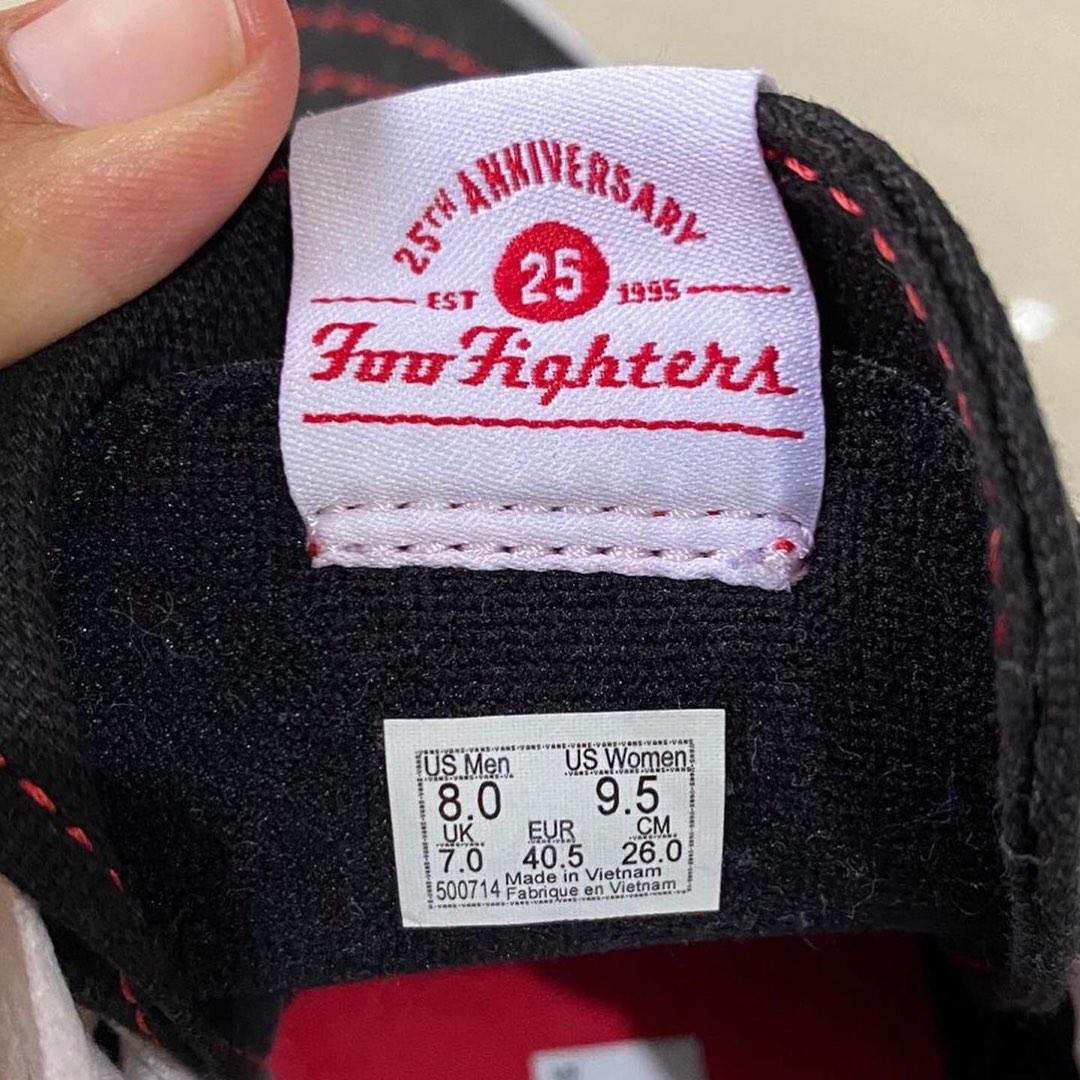 25TH ANNIVERSARY
EST 25 1995
Foo Fighters
US Men US Women
8.0 9.5
UK EUR CM
7.0 40.5 26.0
500714 Made in Vietnam
Fabrique en Vietnam